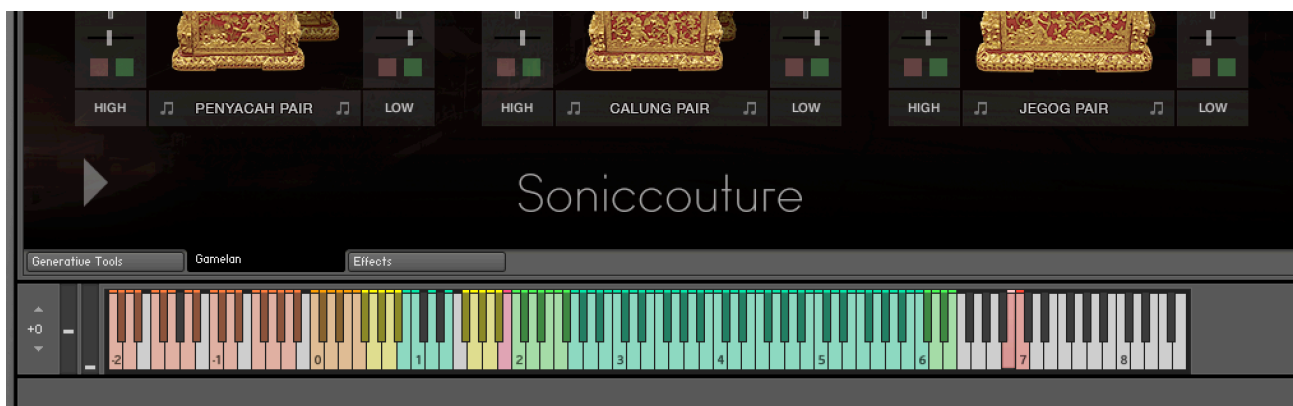 HIGH PENYACAH PAIR LOW HIGH CALUNG PAIR LOW HIGH JEGOG PAIR LOW
Soniccouture
Generative Tools Gamelan Effects
+0
-2 -1 0 1 2 3 4 5 6 7 8